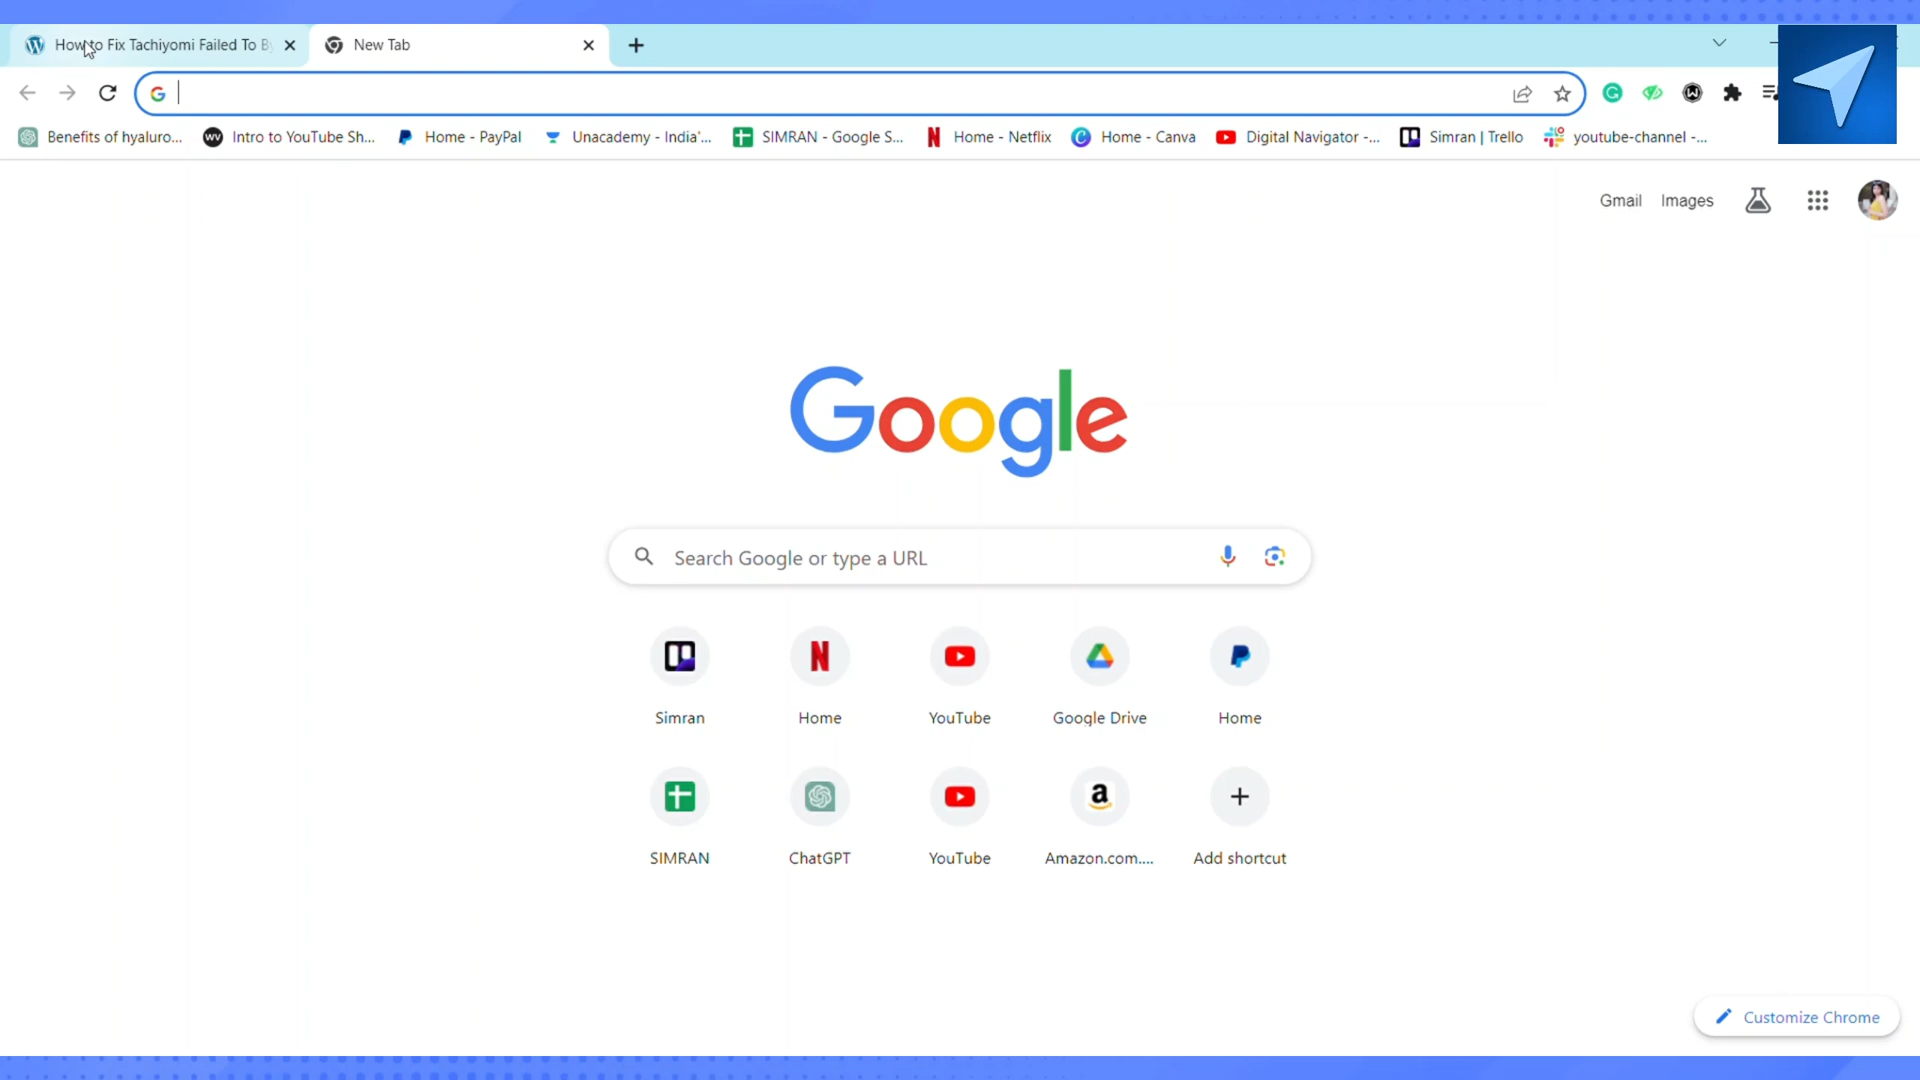 How to Fix Tachiyomi Failed To By
New Tab
Benefits of hyaluro...
Intro to YouTube Sh...
Home - PayPal
Unacademy - India'...
SIMRAN - Google S...
Home - Netflix
Home - Canva
Digital Navigator -...
Simran | Trello
youtube-channel -...
Gmail
Images
Google
Search Google or type a URL
Simran
Home
YouTube
Google Drive
Home
SIMRAN
ChatGPT
YouTube
Amazon.com....
Add shortcut
Customize Chrome